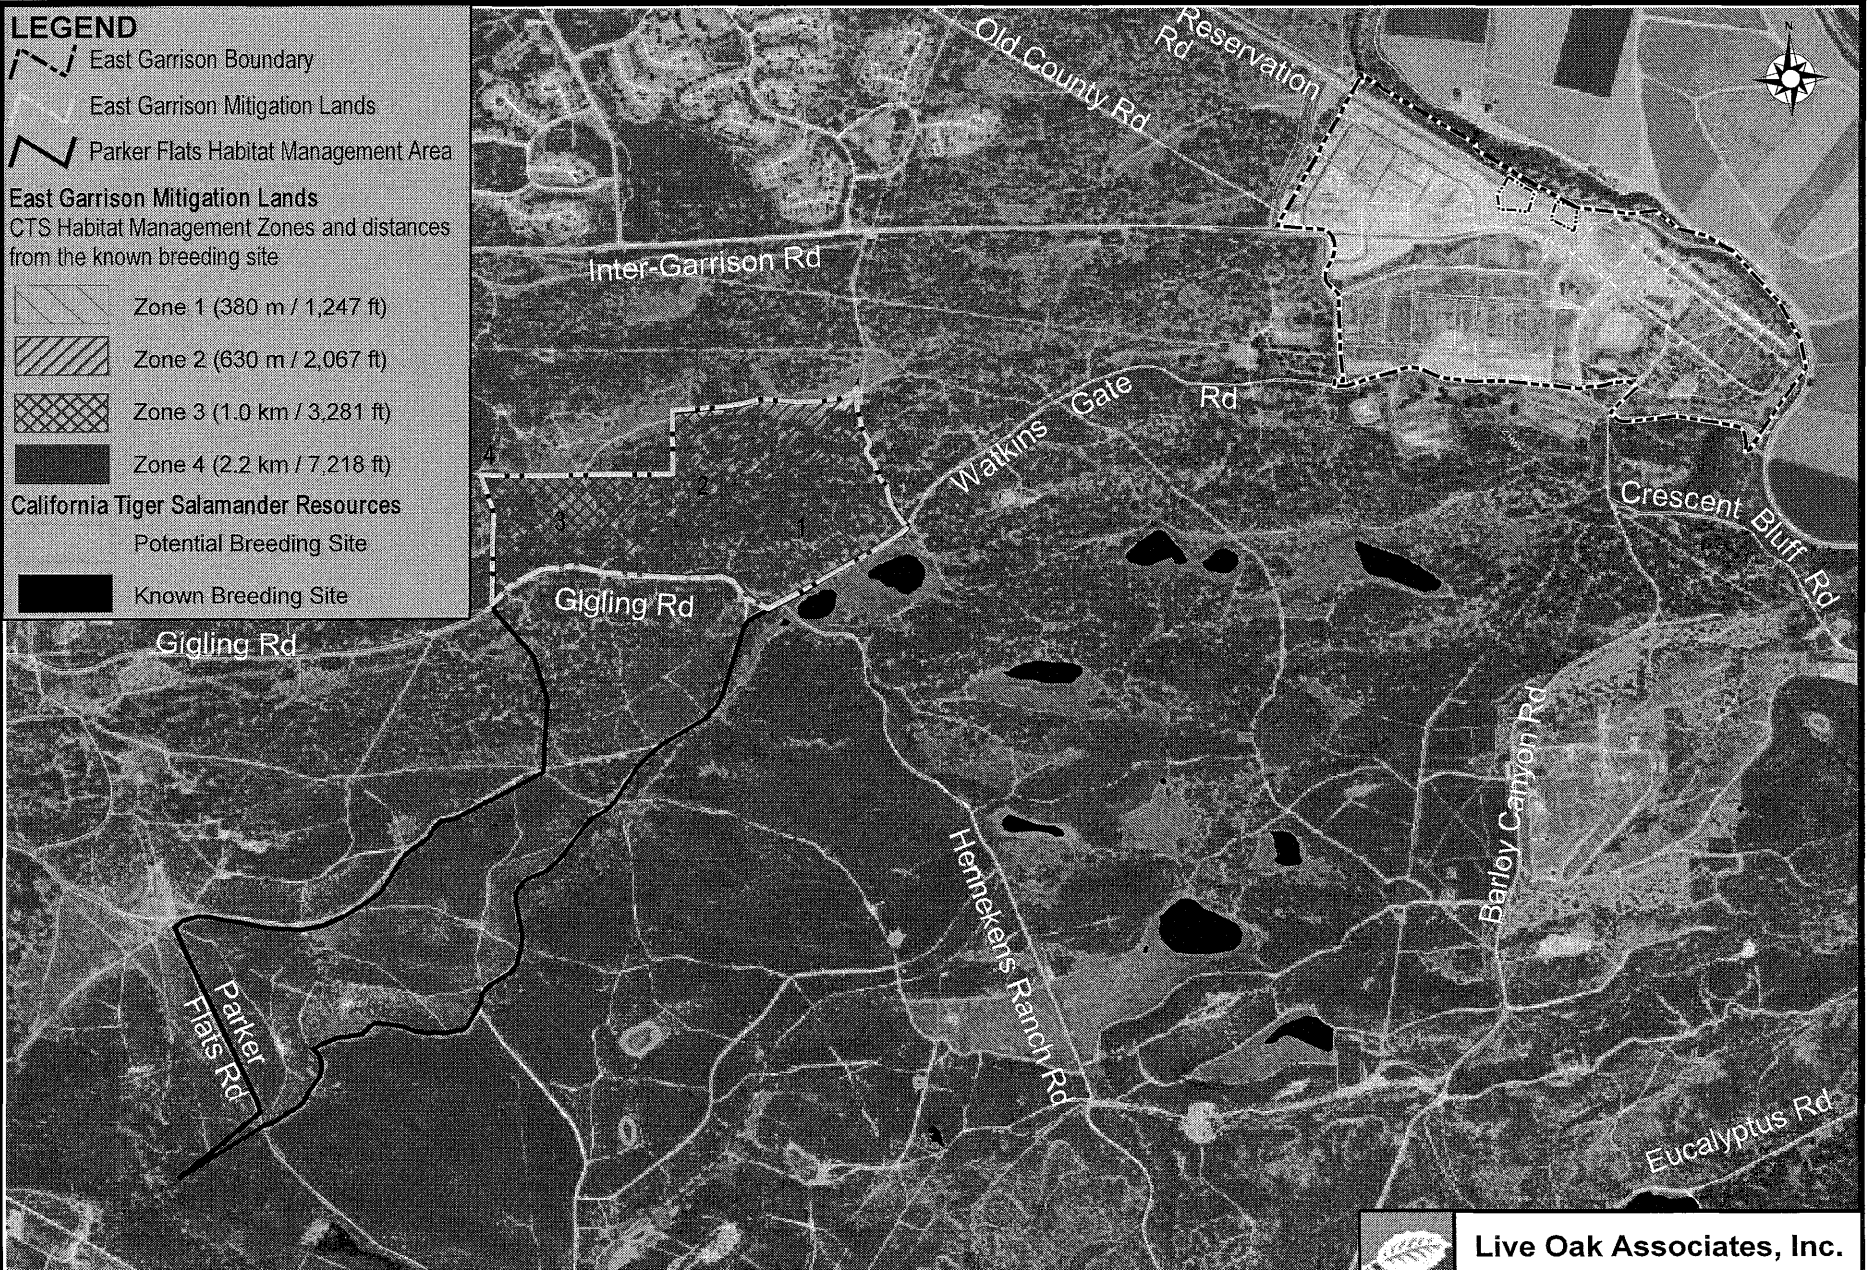 LEGEND
East Garrison Boundary
East Garrison Mitigation Lands
Parker Flats Habitat Management Area
East Garrison Mitigation Lands
CTS Habitat Management Zones and distances
from the known breeding site
Zone 1 (380 m / 1,247 ft)
Zone 2 (630 m / 2,067 ft)
Zone 3 (1.0 km / 3,281 ft)
Zone 4 (2.2 km / 7,218 ft)
California Tiger Salamander Resources
Potential Breeding Site
Known Breeding Site
Reservation
Rd
Old County Rd
N
Inter-Garrison Rd
Watkins Gate Rd
4
3
2
1
Crescent Bluff Rd
Gigling Rd
Gigling Rd
Barloy Canyon Rd
Hennekens Ranch Rd
Parker
Flats Rd
Eucalyptus Rd
Live Oak Associates, Inc.